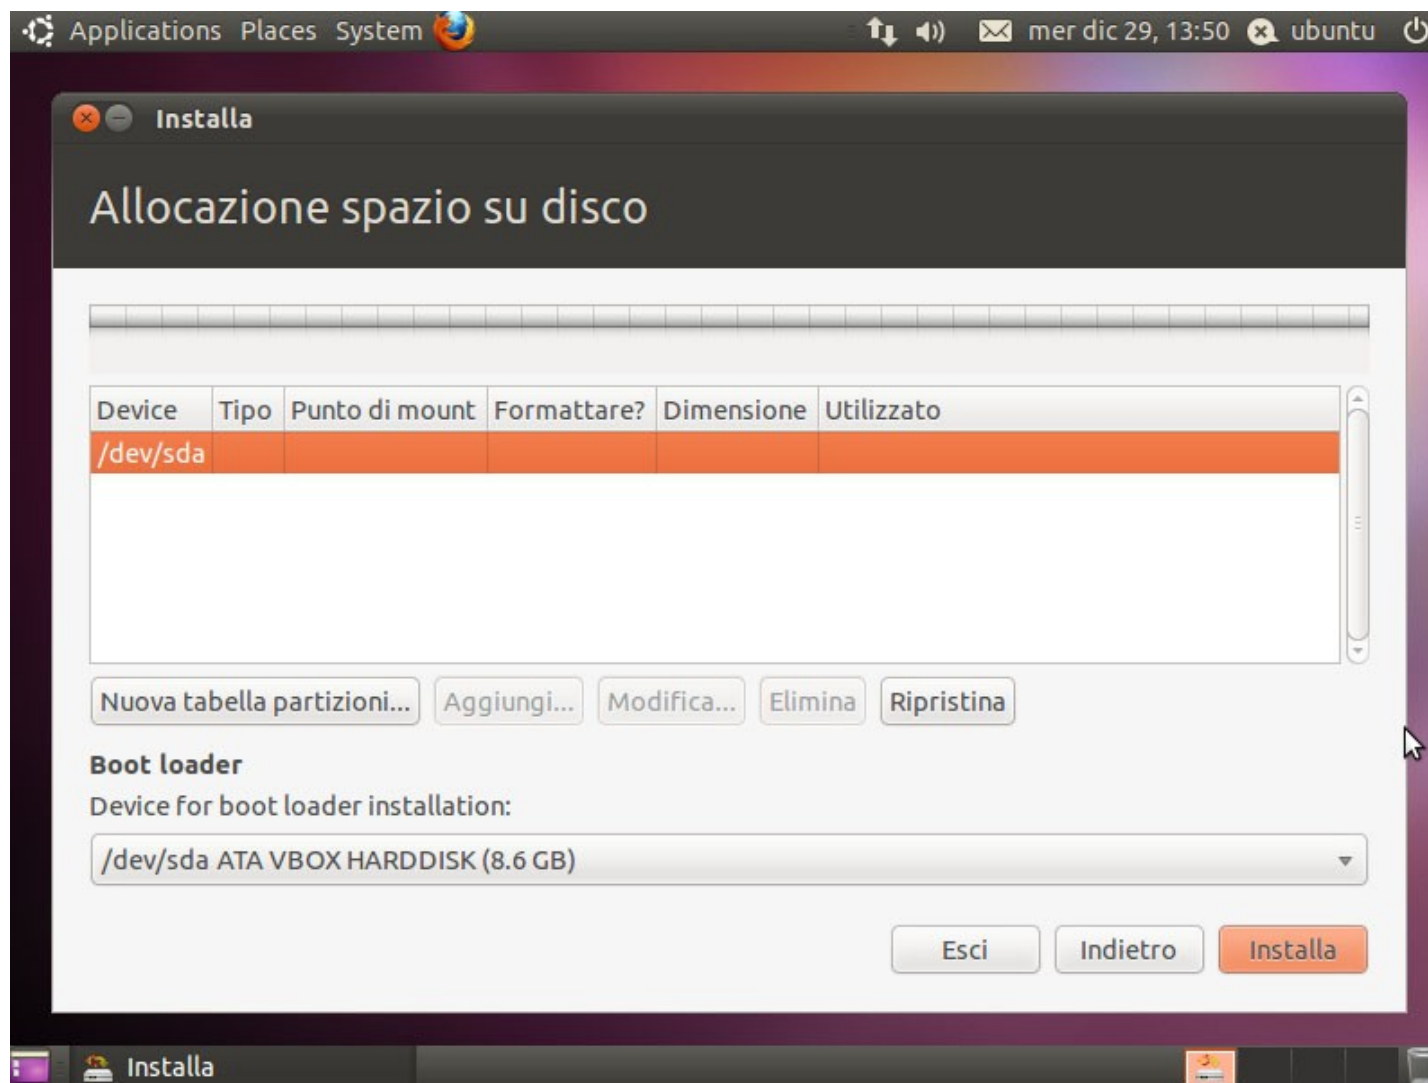 Applications Places System mer dic 29, 13:50 ubuntu
Installa
Allocazione spazio su disco
Device Tipo Punto di mount Formattare? Dimensione Utilizzato
/dev/sda
Nuova tabella partizioni... Aggiungi... Modifica... Elimina Ripristina
Boot loader
Device for boot loader installation:
/dev/sda ATA VBOX HARDDISK (8.6 GB)
Esci Indietro Installa
Installa